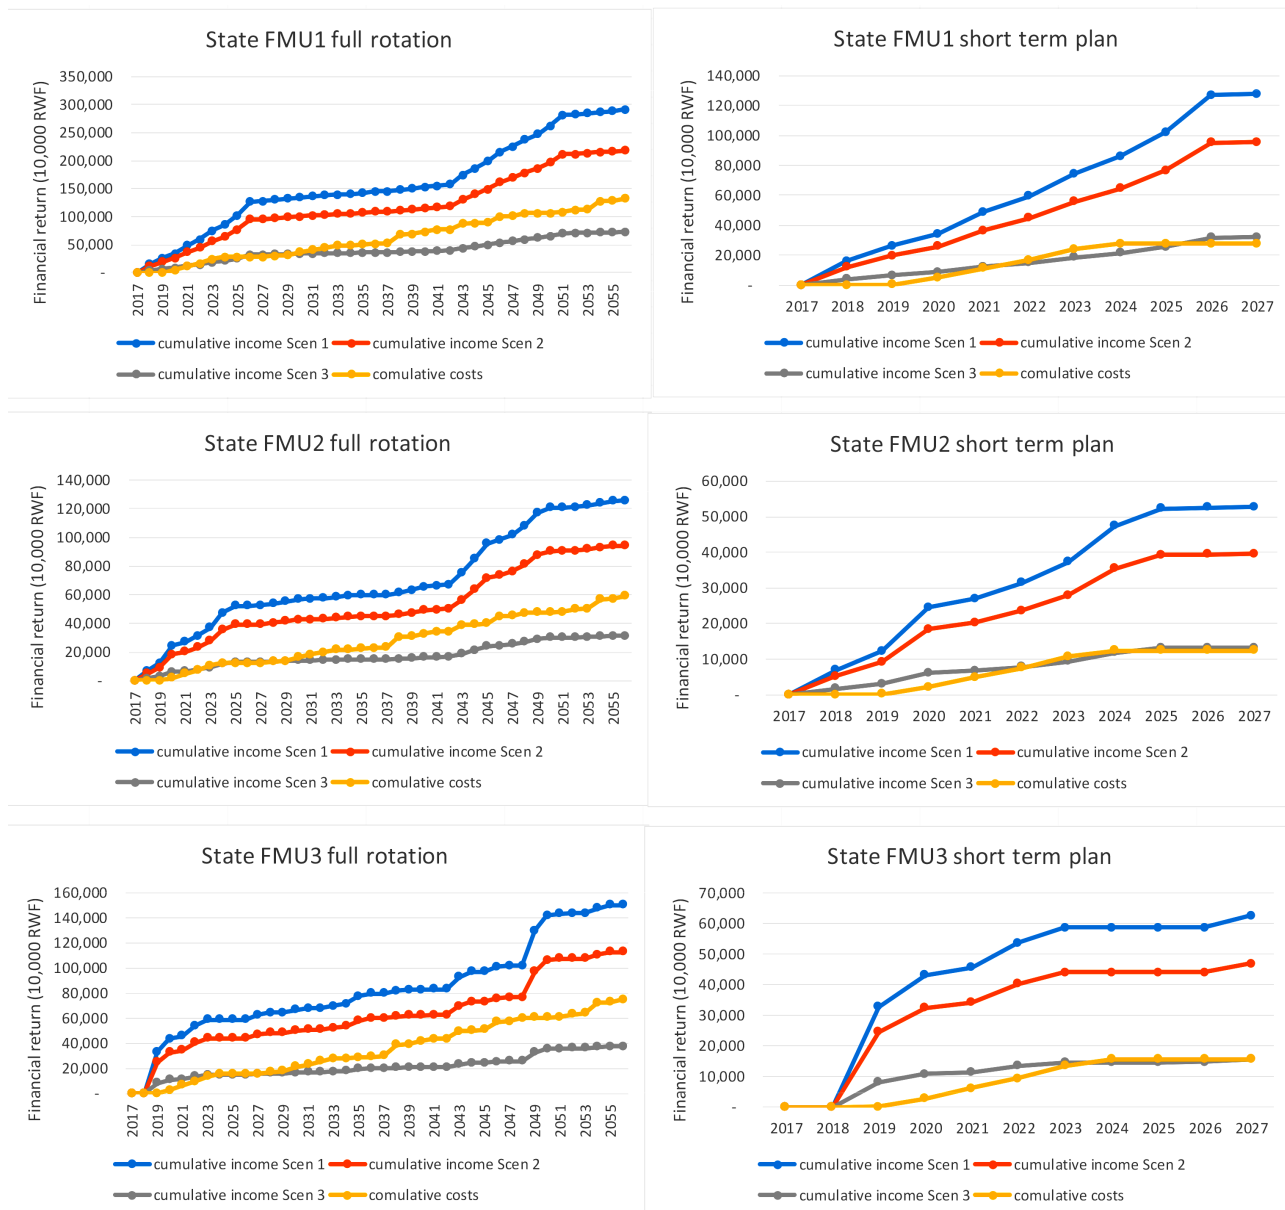 State FMU1 full rotation
Financial return (10,000 RWF)
350,000
300,000
250,000
200,000
150,000
100,000
50,000
-
2017 2019 2021 2023 2025 2027 2029 2031 2033 2035 2037 2039 2041 2043 2045 2047 2049 2051 2053 2055
cumulative income Scen 1 cumulative income Scen 2
cumulative income Scen 3 comulative costs
State FMU1 short term plan
Financial return (10,000 RWF)
140,000
120,000
100,000
80,000
60,000
40,000
20,000
-
2017 2018 2019 2020 2021 2022 2023 2024 2025 2026 2027
cumulative income Scen 1 cumulative income Scen 2
cumulative income Scen 3 comulative costs
State FMU2 full rotation
Financial return (10,000 RWF)
140,000
120,000
100,000
80,000
60,000
40,000
20,000
-
2017 2019 2021 2023 2025 2027 2029 2031 2033 2035 2037 2039 2041 2043 2045 2047 2049 2051 2053 2055
cumulative income Scen 1 cumulative income Scen 2
cumulative income Scen 3 comulative costs
State FMU2 short term plan
Financial return (10,000 RWF)
60,000
50,000
40,000
30,000
20,000
10,000
-
2017 2018 2019 2020 2021 2022 2023 2024 2025 2026 2027
cumulative income Scen 1 cumulative income Scen 2
cumulative income Scen 3 comulative costs
State FMU3 full rotation
Financial return (10,000 RWF)
160,000
140,000
120,000
100,000
80,000
60,000
40,000
20,000
-
2017 2019 2021 2023 2025 2027 2029 2031 2033 2035 2037 2039 2041 2043 2045 2047 2049 2051 2053 2055
cumulative income Scen 1 cumulative income Scen 2
cumulative income Scen 3 comulative costs
State FMU3 short term plan
Financial return (10,000 RWF)
70,000
60,000
50,000
40,000
30,000
20,000
10,000
-
2017 2018 2019 2020 2021 2022 2023 2024 2025 2026 2027
cumulative income Scen 1 cumulative income Scen 2
cumulative income Scen 3 comulative costs